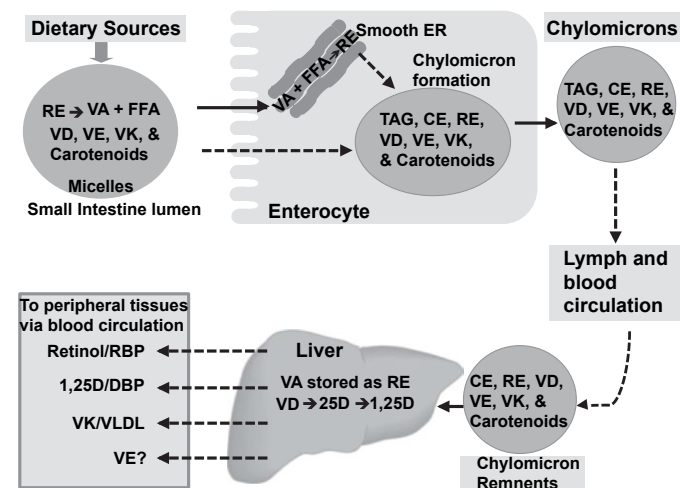 Dietary Sources
RE → VA + FFA
VD, VE, VK, &
Carotenoids
Micelles
Small Intestine lumen
VA + FFA→RE
Smooth ER
Chylomicron
formation
TAG, CE, RE,
VD, VE, VK,
& Carotenoids
Enterocyte
Chylomicrons
TAG, CE, RE,
VD, VE, VK, &
Carotenoids
Lymph and
blood
circulation
CE, RE, VD,
VE, VK, &
Carotenoids
Chylomicron
Remnents
Liver
VA stored as RE
VD →25D →1,25D
To peripheral tissues
via blood circulation
Retinol/RBP
1,25D/DBP
VK/VLDL
VE?